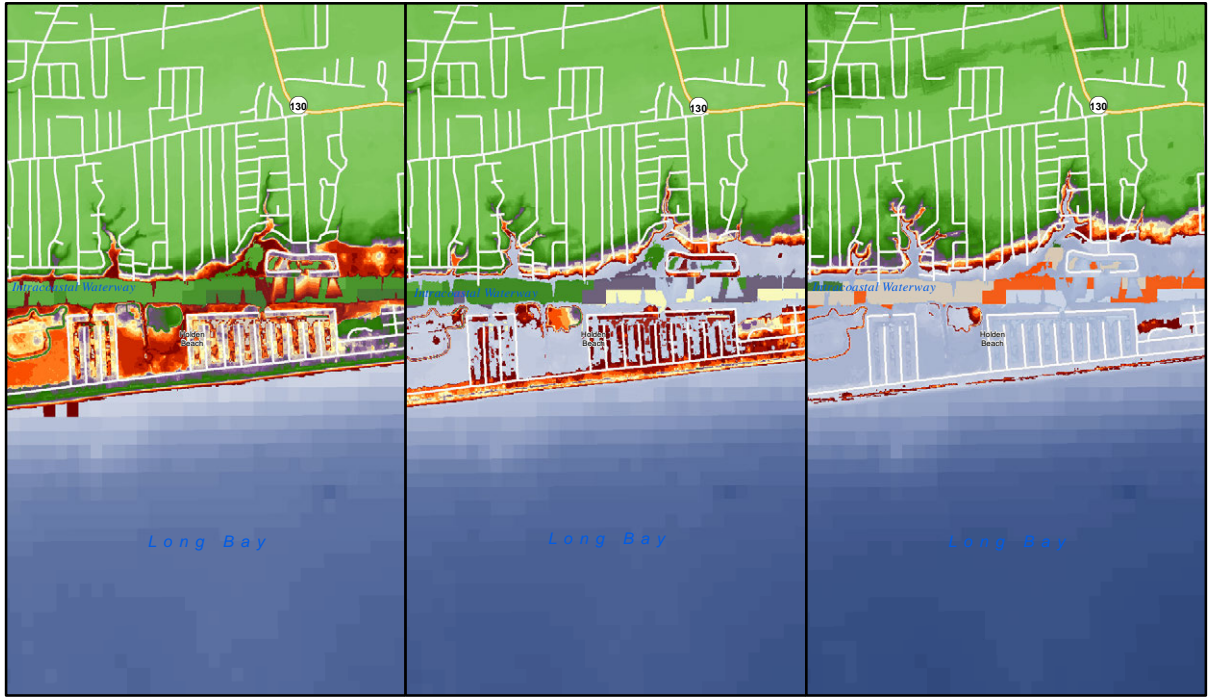 130
130
130
Intracoastal Waterway
Intracoastal Waterway
Intracoastal Waterway
Holden
Beach
Holden
Beach
Holden
Beach
Long Bay
Long Bay
Long Bay